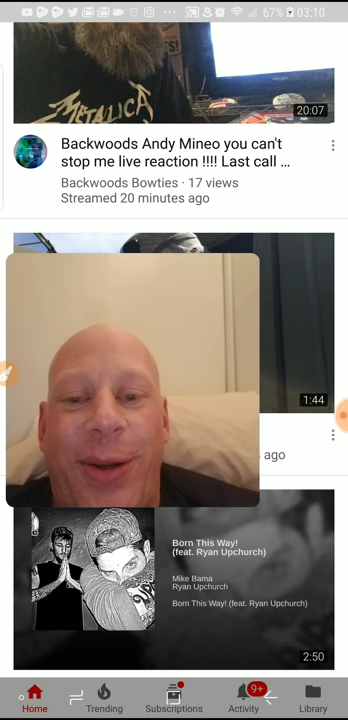 67% 03:10
METALLICA
20:07
Backwoods Andy Mineo you can't
stop me live reaction !!!! Last call ...
Backwoods Bowties · 17 views
Streamed 20 minutes ago
1:44
ago
Born This Way!
(feat. Ryan Upchurch)
Mike Bama
Ryan Upchurch
Born This Way! (feat. Ryan Upchurch)
2:50
9+
Home Trending Subscriptions Activity Library